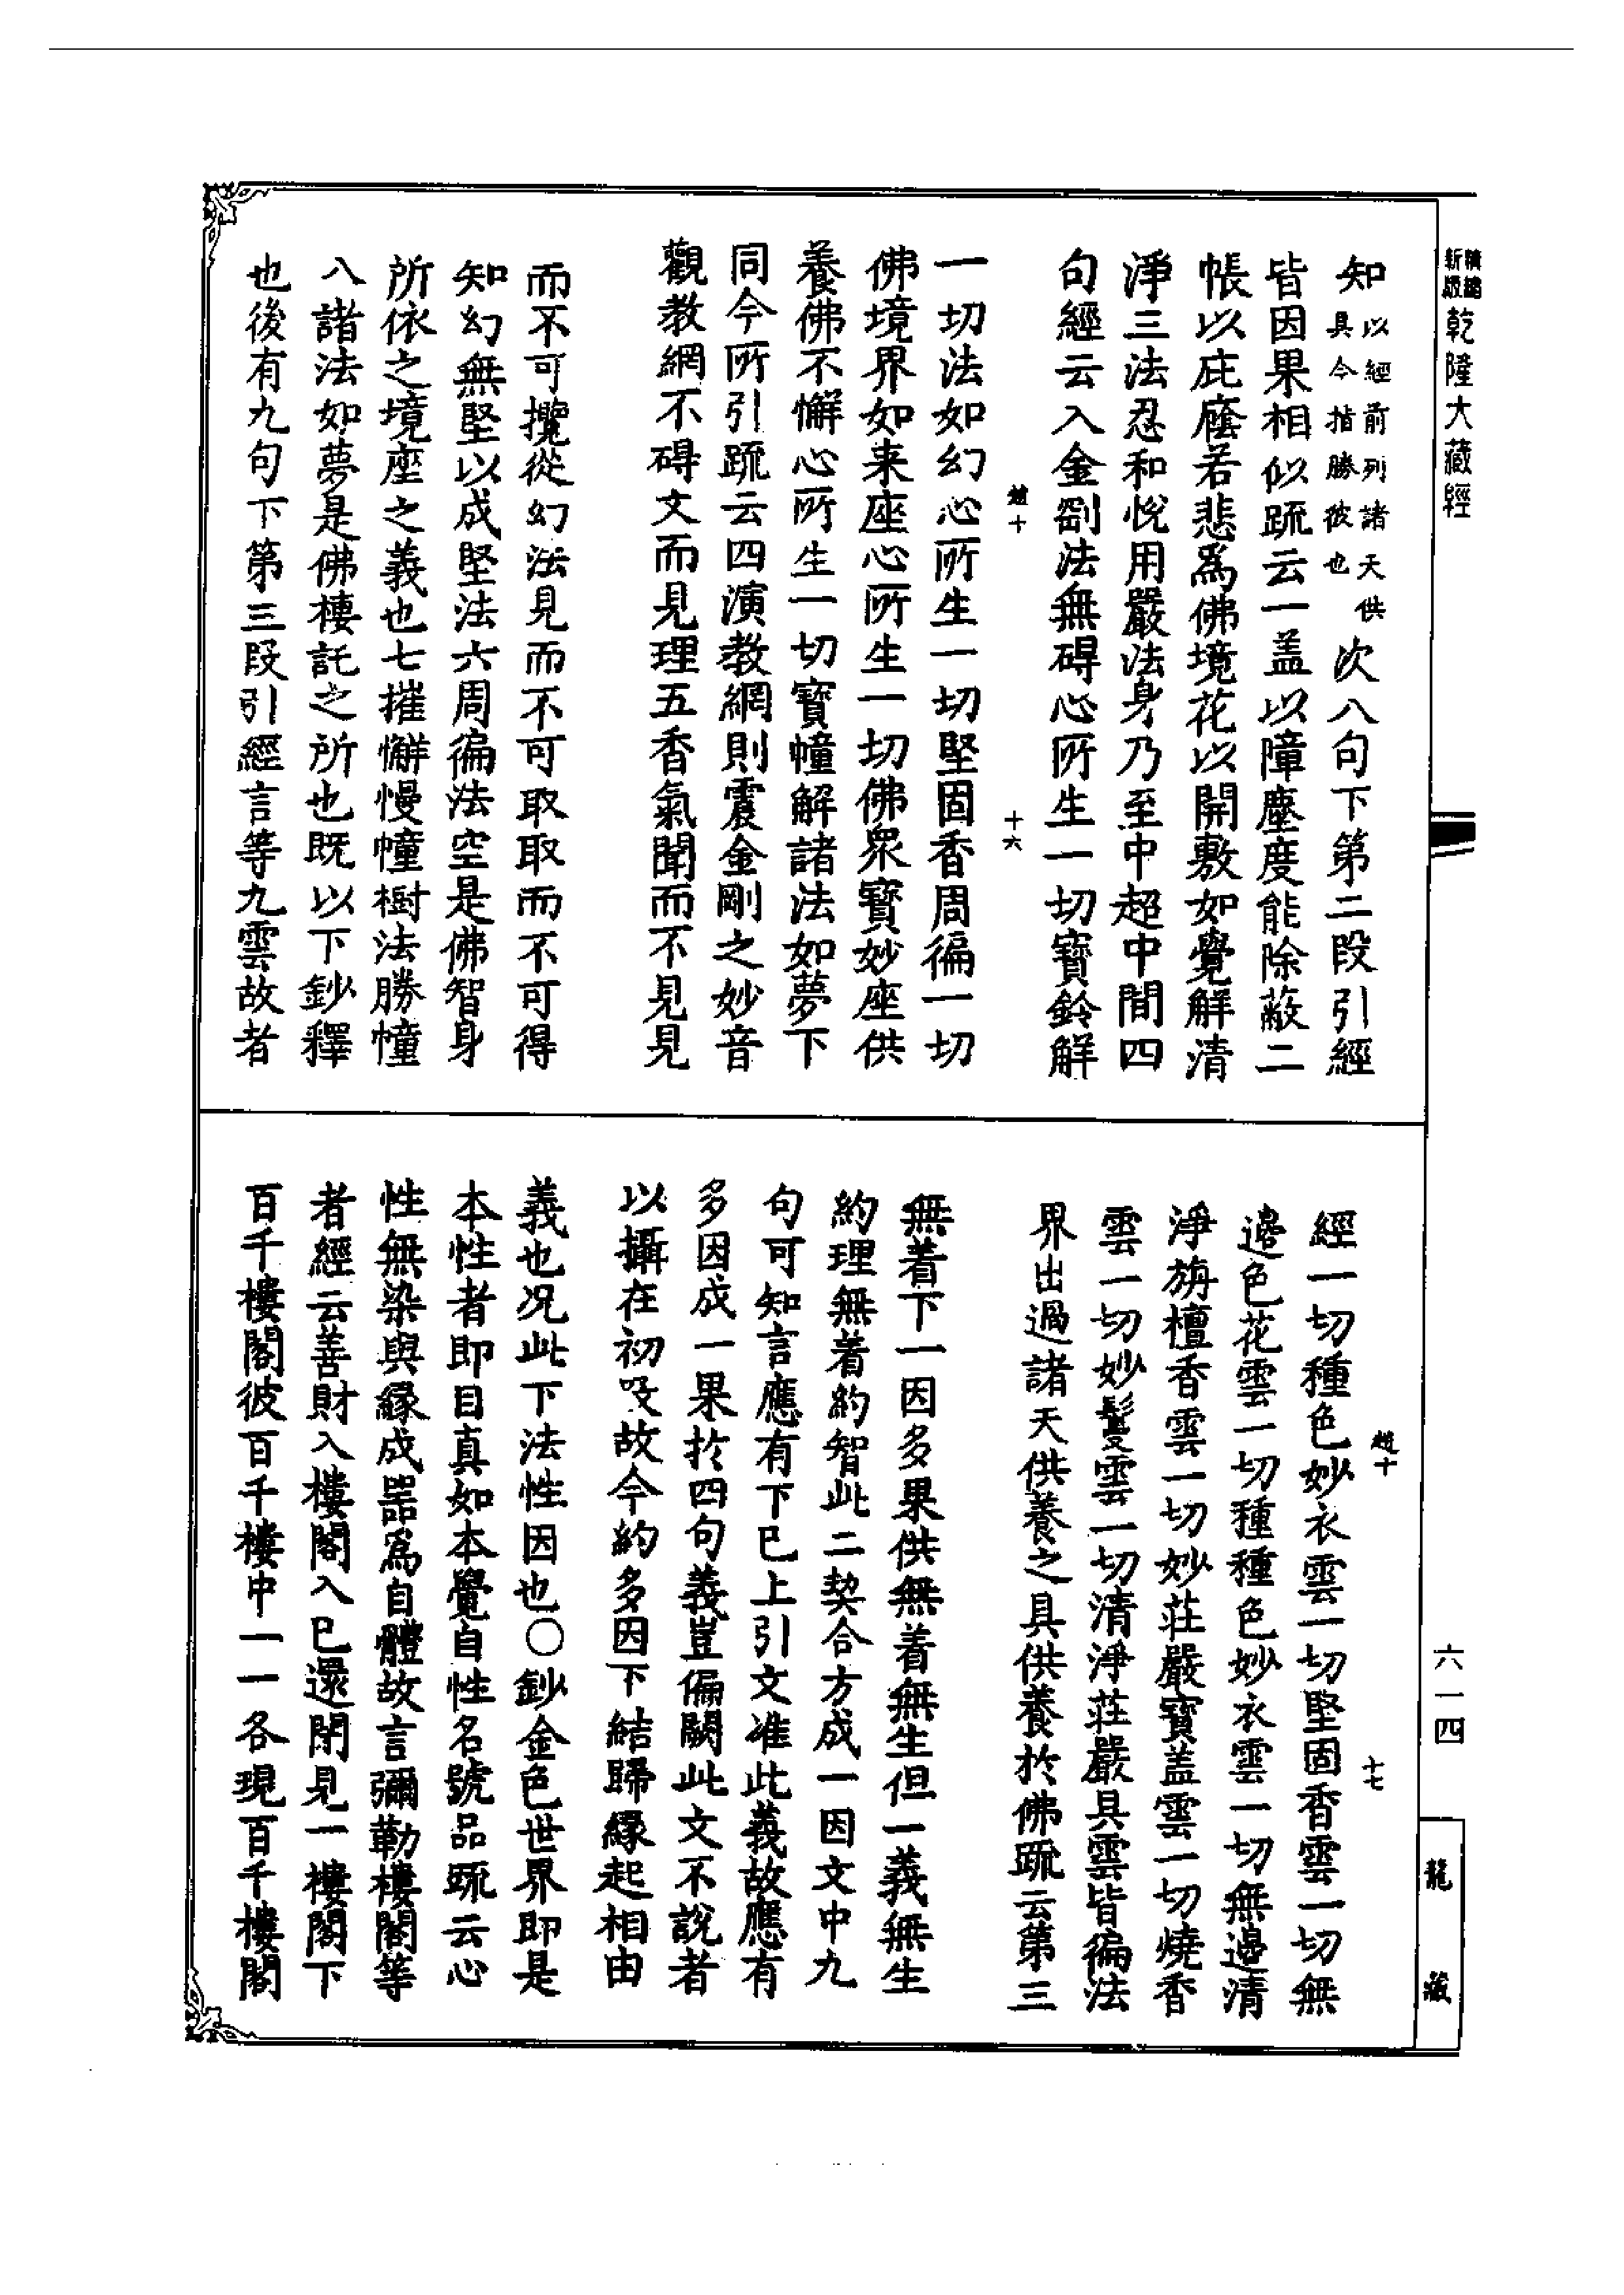 新版 精縮 乾隆大藏經
知以經前列諸天供具今指勝彼也次八句下第二段引經
皆因果相似䟽云一盖以障塵度能除蔽二
帳以庇䕃若悲爲佛境花以開敷如覺解清
淨三法忍和悅用嚴法身乃至中超中間四
句經云入金剛法無碍心所生一切寶鈴解
趙十 十六
一切法如幻心所生一切堅固香周徧一切
佛境界如来座心所生一切佛衆寶妙座供
養佛不懈心所生一切寶幢解諸法如夢下
同今所引䟽云四演教網則震金剛之妙音
觀教網不碍文而見理五香氣聞而不見見
而不可攬從幻法見而不可取取而不可得
知幻無堅以成堅法六周徧法空是佛智身
所依之境座之義也七摧懈慢幢樹法勝幢
八諸法如夢是佛棲託之所也既以下鈔釋
也後有九句下第三段引經言等九雲故者
趙十 十七
經一切種色妙衣雲一切堅固香雲一切無
邊色花雲一切種種色妙衣雲一切無邊清
淨旃檀香雲一切妙莊嚴寶盖雲一切燒香
雲一切妙鬘雲一切清淨莊嚴具雲皆徧法
界出過諸天供養之具供養於佛䟽云第三
無着下一因多果供無着無生但一義無生
約理無着約智此二契合方成一因文中九
句可知言應有下已上引文准此義故應有
多因成一果扵四句義豈偏闕此文不說者
以攝在初𠬧故今約多因下結歸緣起相由
義也况此下法性因也〇鈔金色世界即是
本性者即目真如本覺自性名號品䟽云心
性無染與緣成噐爲自體故言彌勒樓閣等
者經云善財入樓閣入已還閉見一樓閣下
百千樓閣彼百千樓中一一各現百千樓閣
六一四
龍藏